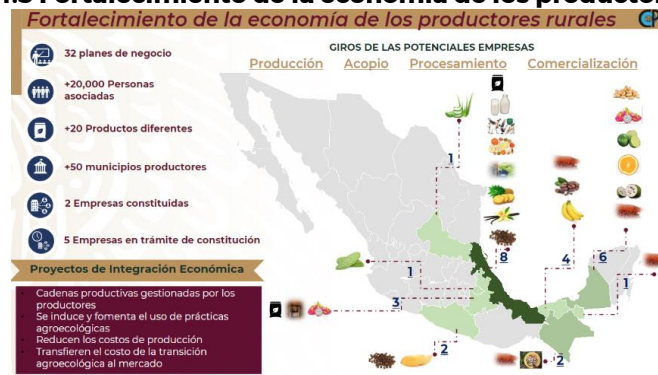 Fortalecimiento de la economía de los productores rurales
32 planes de negocio
+20,000 Personas
asociadas
+20 Productos diferentes
+50 municipios productores
2 Empresas constituidas
5 Empresas en trámite de constitución
Proyectos de Integración Económica
Cadenas productivas gestionadas por los
productores
Se induce y fomenta el uso de prácticas
agroecológicas
Reducen los costos de producción
Transfieren el costo de la transición
agroecológica al mercado
GIROS DE LAS POTENCIALES EMPRESAS
Producción Acopio Procesamiento Comercialización
1
8
4
6
1
1
3
2
2